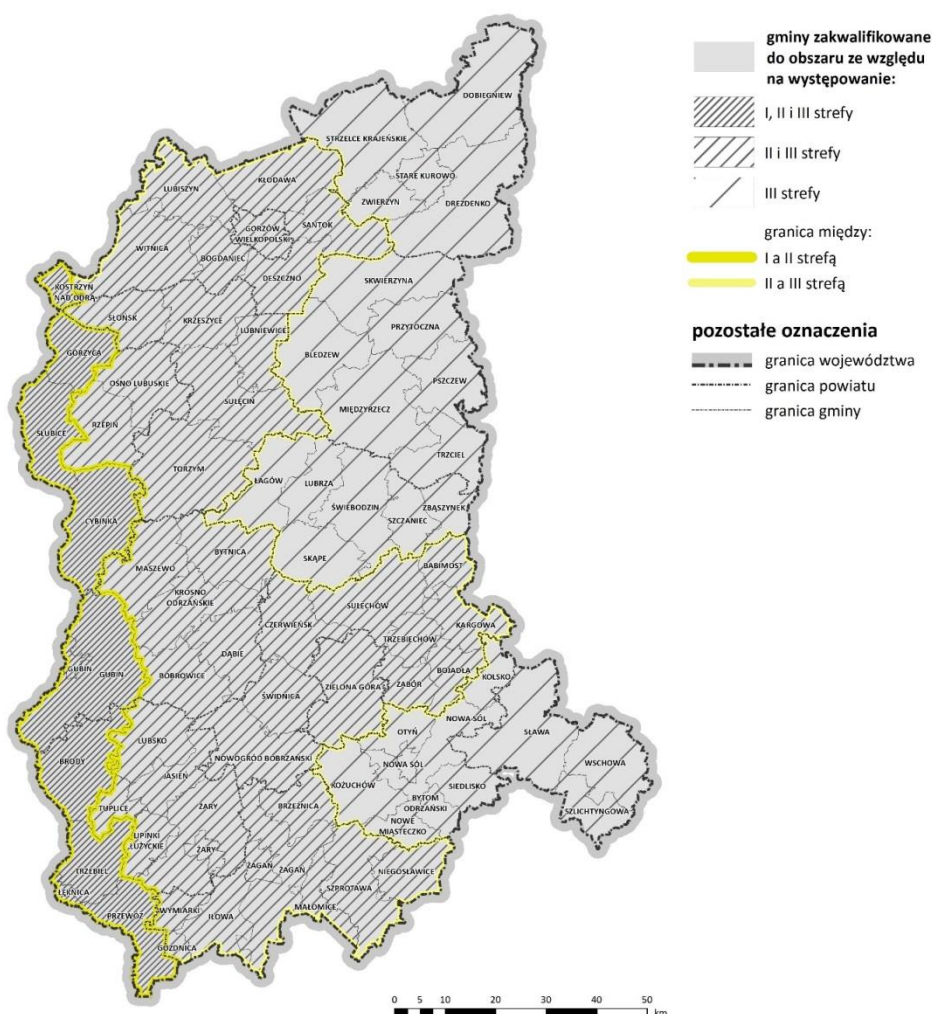 gminy zakwalifikowane
do obszaru ze względu
na występowanie:
I, II i III strefy
II i III strefy
III strefy
granica między:
I a II strefą
II a III strefą
pozostałe oznaczenia
granica województwa
granica powiatu
granica gminy
DOBIEGNIEW
STRZELCE KRAJEŃSKIE
STARE KUROWO
ZWIERZYN
DREZDENKO
KŁODAWA
LUBISZYN
SANTOK
GORZÓW
WIELKOPOLSKI
WITNICA
BOGDANIEC
DESZCZNO
SKWIERZYNA
KOSTRZYN
NAD ODRĄ
SŁOŃSK
KRZESZYCE
LUBNIEWICE
PRZYTOCZNA
GÓRZYCA
BLEDZEW
OŚNO LUBUSKIE
SULĘCIN
PSZCZEW
MIĘDZYRZECZ
SŁUBICE
RZEPIN
TRZCIEL
TORZYM
ŁAGÓW
LUBRZA
ŚWIEBODZIN
SZCZANIEC
ZBĄSZYNEK
CYBINKA
BYTNICA
SKĄPE
BABIMOST
MASZEWO
KROSNO
ODRZAŃSKIE
SULECHÓW
CZERWIEŃSK
KARGOWA
TRZEBIECHÓW
DĄBIE
GUBIN
GUBIN
BOBROWICE
BOJADŁA
KOLSKO
ZABÓR
ŚWIDNICA
ZIELONA GÓRA
NOWA SÓL
OTYŃ
SŁAWA
LUBSKO
BRODY
NOWOGRÓD BOBRZAŃSKI
NOWA SÓL
WSCHOWA
JASIEŃ
KOŻUCHÓW
SIEDLISKO
TUPLICE
ŻARY
BRZEŹNICA
BYTOM
ODRZAŃSKI
SZLICHTYNGOWA
NOWE
MIASTECZKO
LIPINKI
ŁUŻYCKIE
ŻARY
TRZEBIEL
ŻAGAŃ
ŻAGAŃ
NIEGOSŁAWICE
ŁĘKNICA
SZPROTAWA
MAŁOMICE
PRZEWÓZ
WYMIARKI
IŁOWA
GOZDNICA
0 5 10 20 30 40 50
km